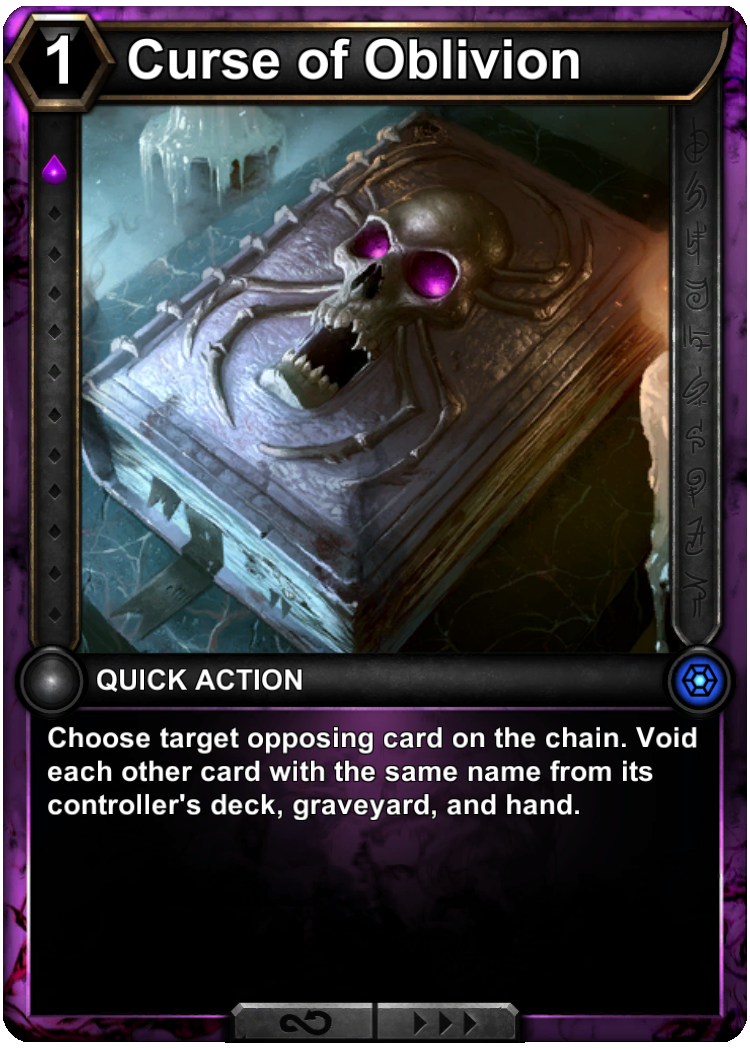 1
Curse of Oblivion
QUICK ACTION
Choose target opposing card on the chain. Void
each other card with the same name from its
controller's deck, graveyard, and hand.